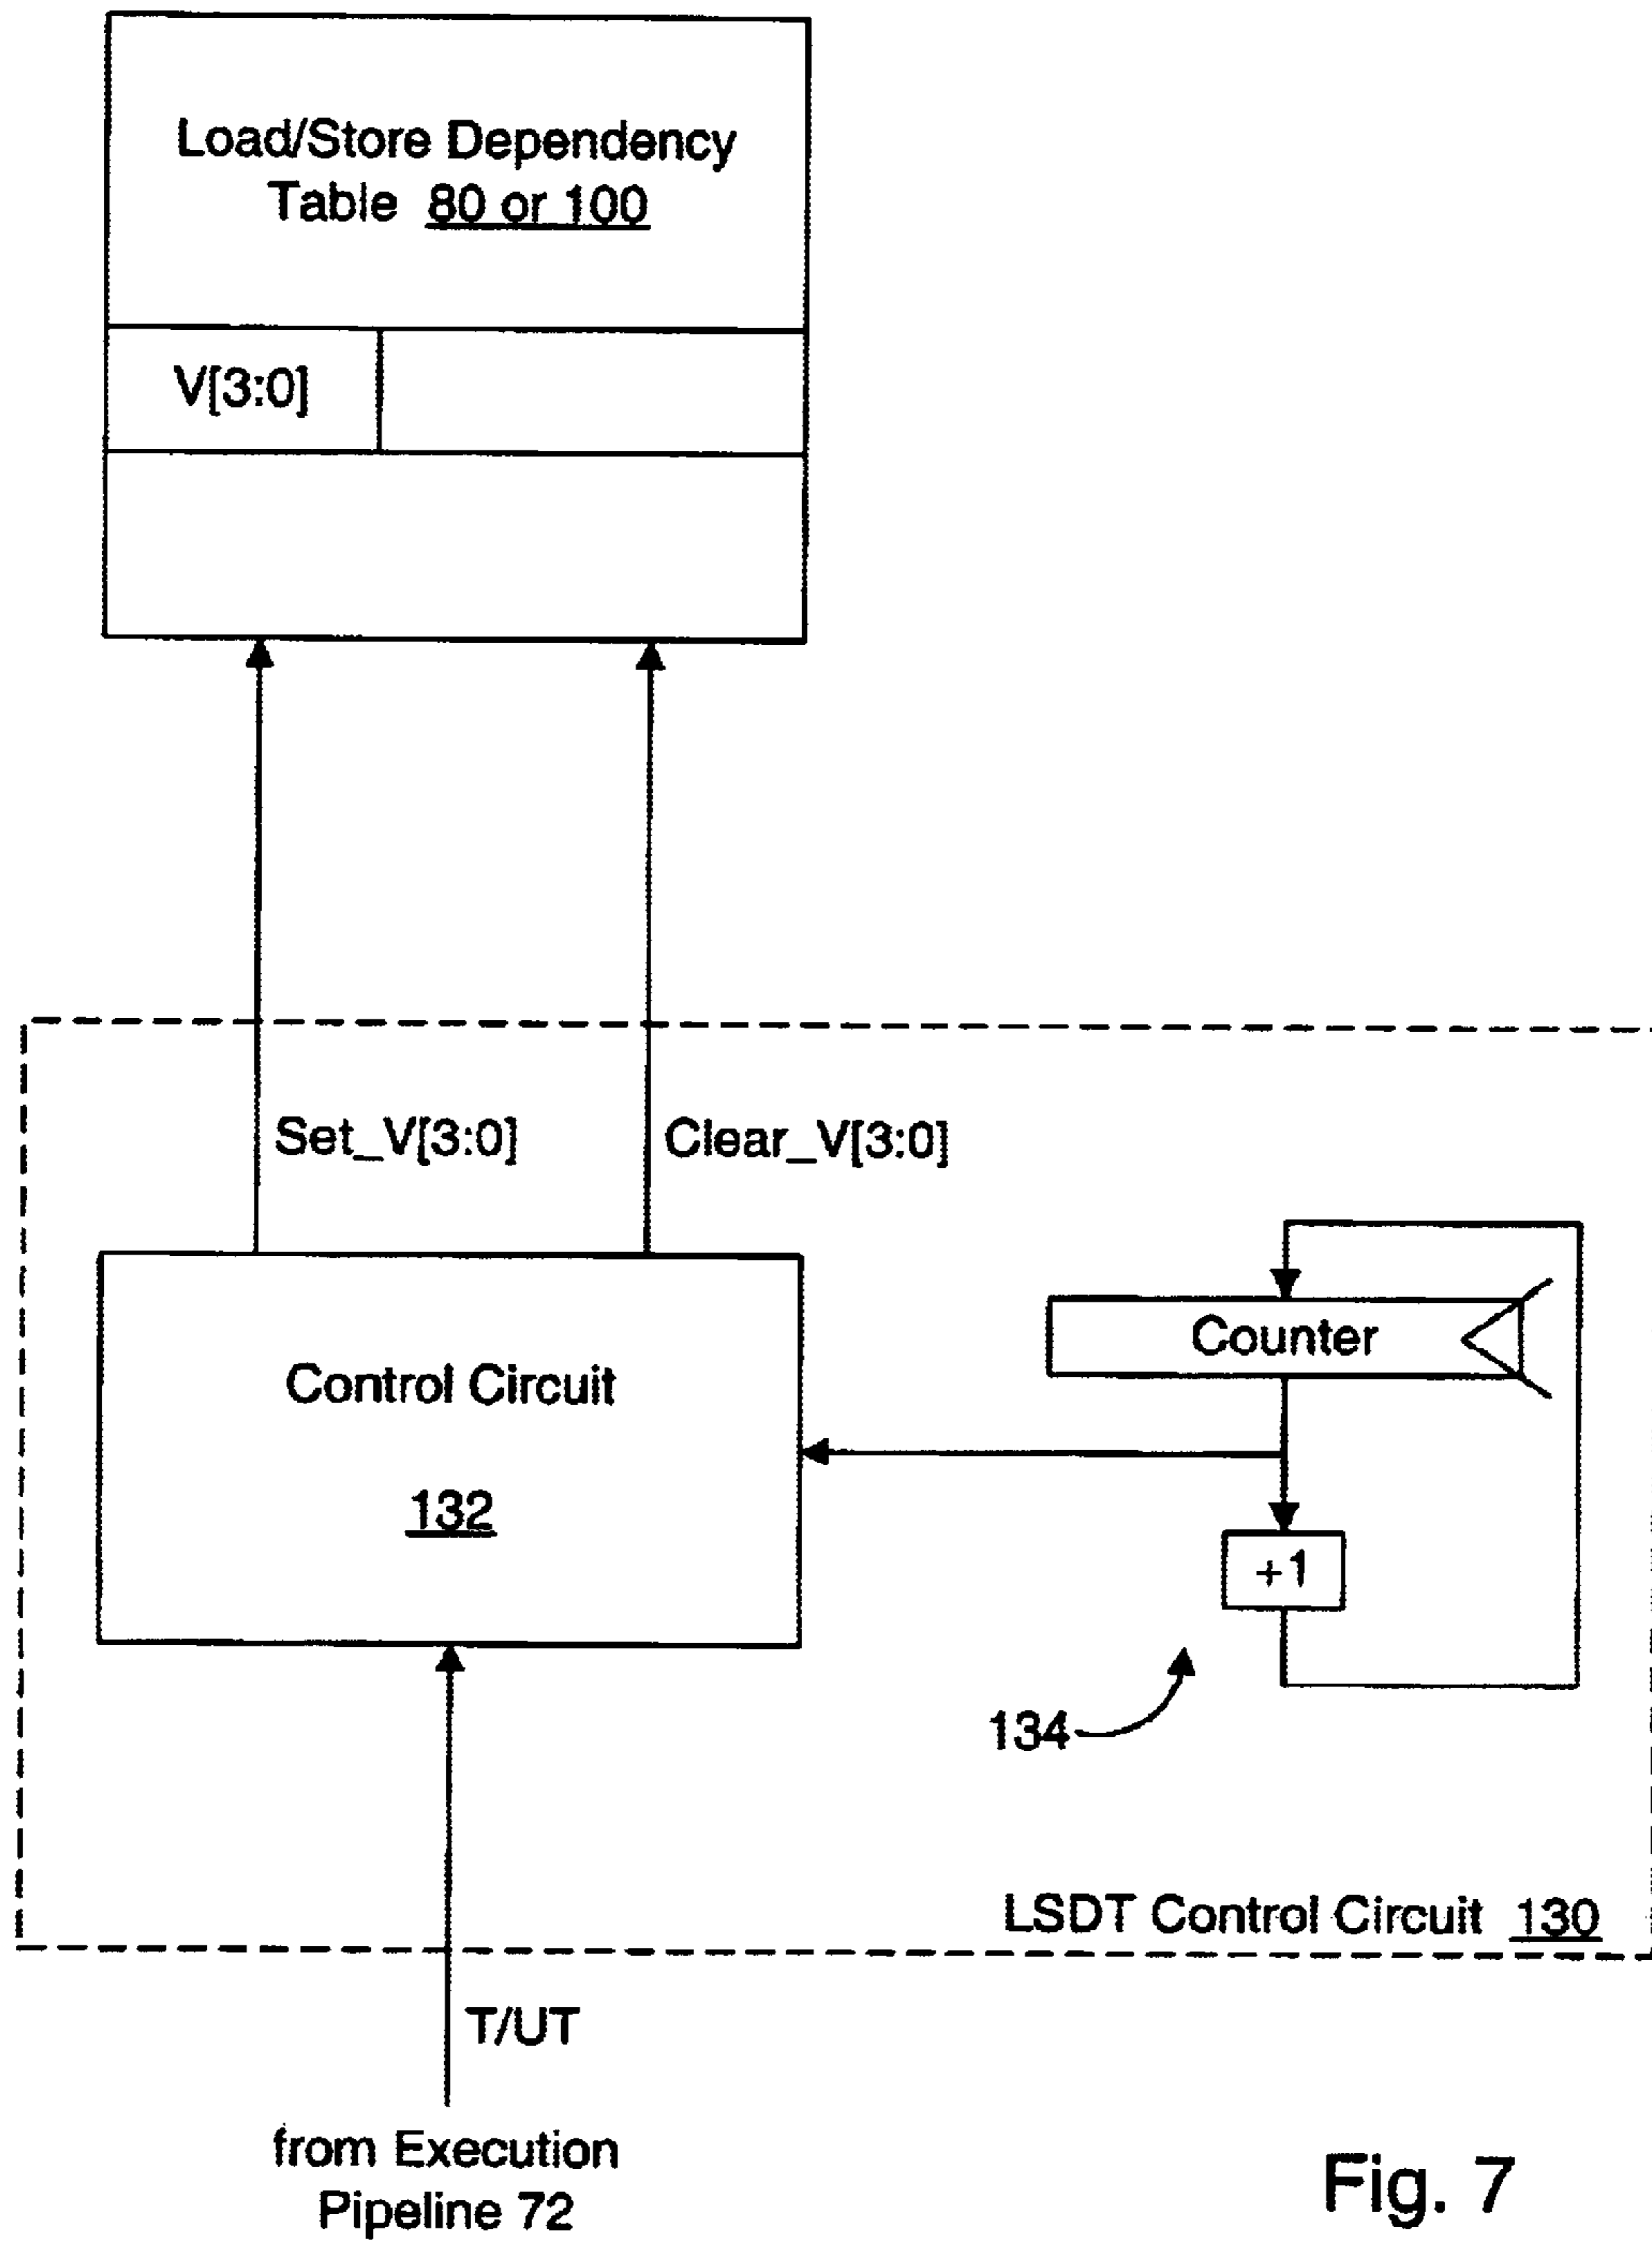 Load/Store Dependency
Table 80 or 100
V[3:0]
Set_V[3:0]
Clear_V[3:0]
Counter
Control Circuit
132
+1
134
LSDT Control Circuit 130
T/UT
from Execution
Pipeline 72
Fig. 7